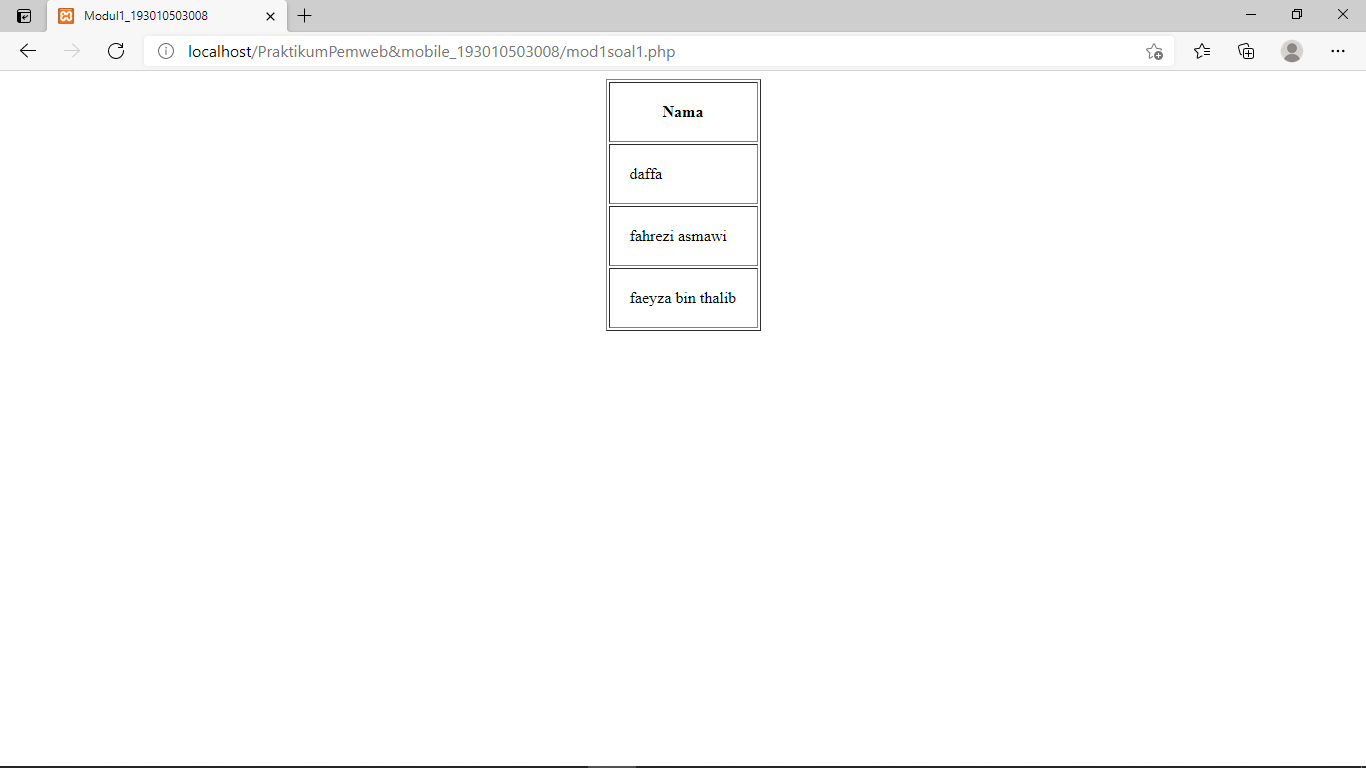 Modul1_193010503008
localhost/PraktikumPemweb&mobile_193010503008/mod1soal1.php
Nama
daffa
fahrezi asmawi
faeyza bin thalib